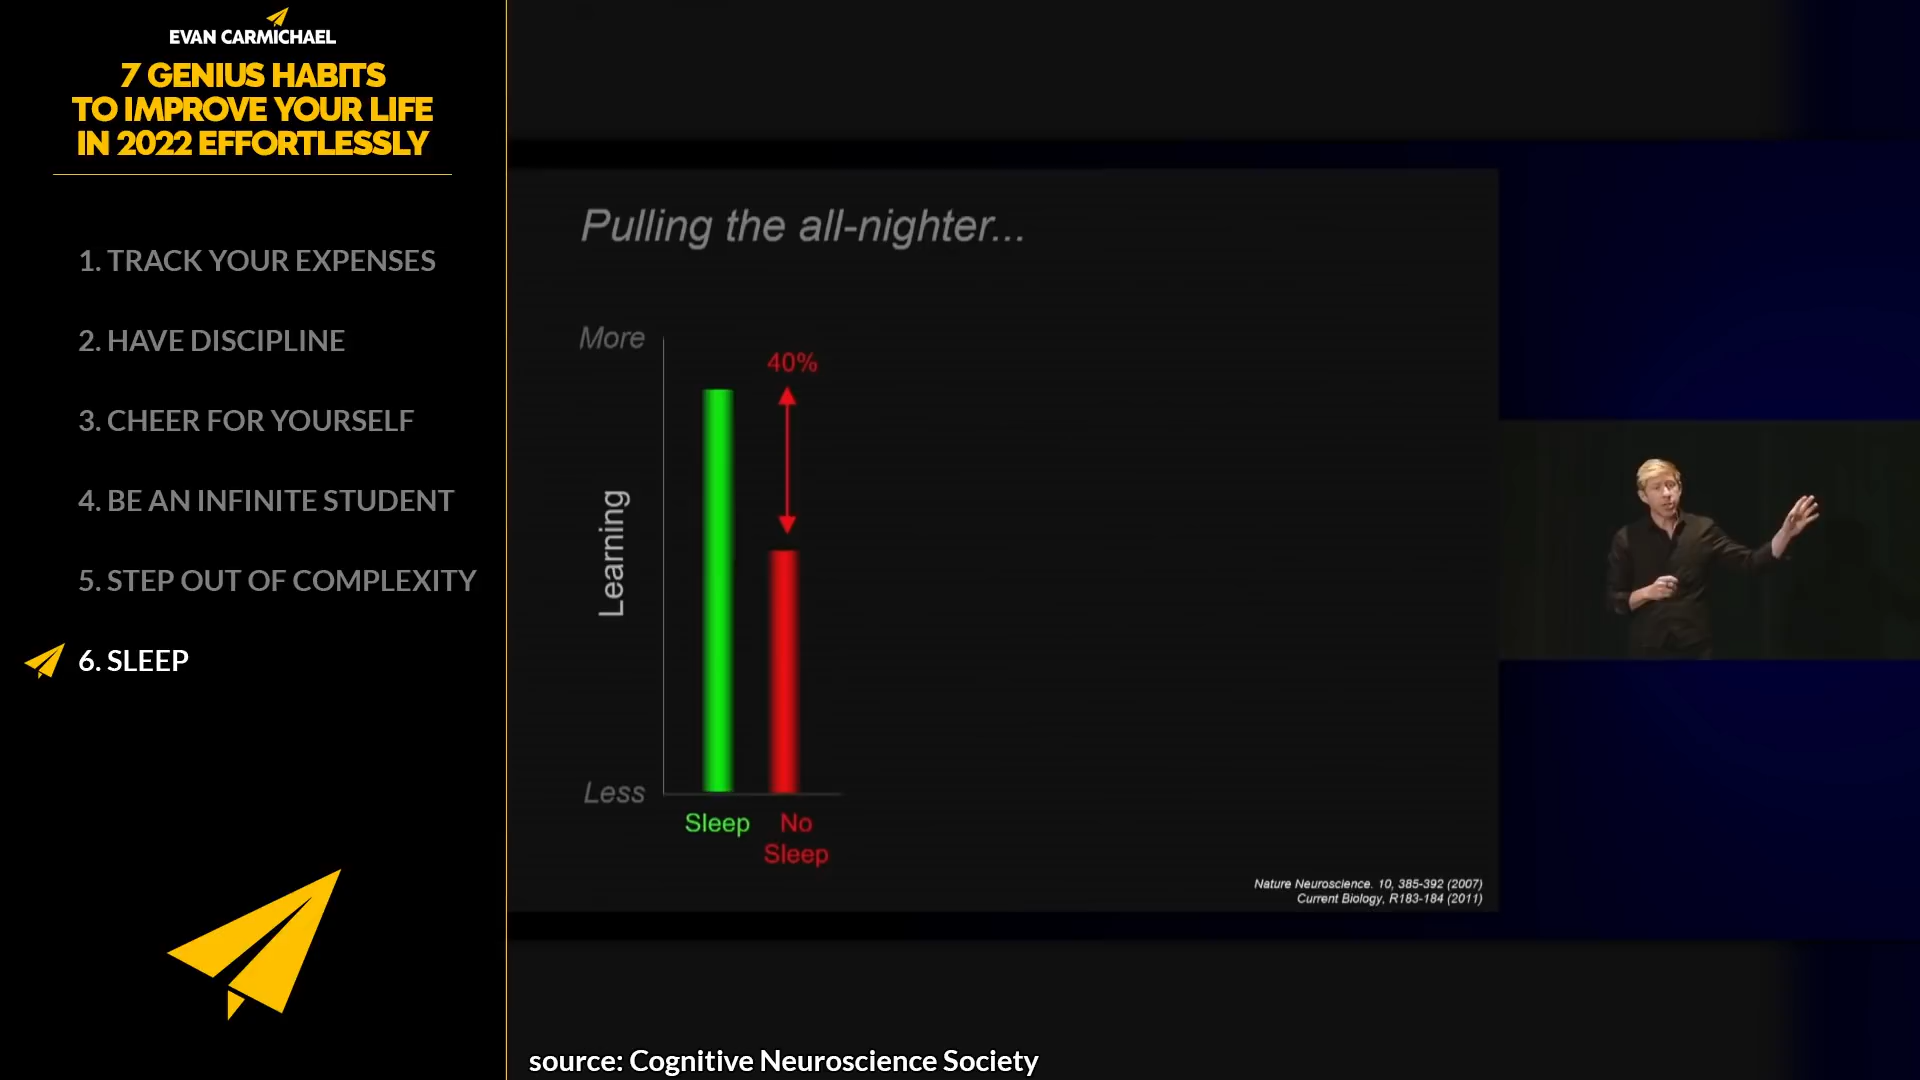 EVAN CARMICHAEL
7 GENIUS HABITS
TO IMPROVE YOUR LIFE
IN 2022 EFFORTLESSLY
1. TRACK YOUR EXPENSES
2. HAVE DISCIPLINE
3. CHEER FOR YOURSELF
4. BE AN INFINITE STUDENT
5. STEP OUT OF COMPLEXITY
6. SLEEP
Pulling the all-nighter...
More
40%
Learning
Less
Sleep
No
Sleep
Nature Neuroscience. 10, 385-392 (2007)
Current Biology, R183-184 (2011)
source: Cognitive Neuroscience Society